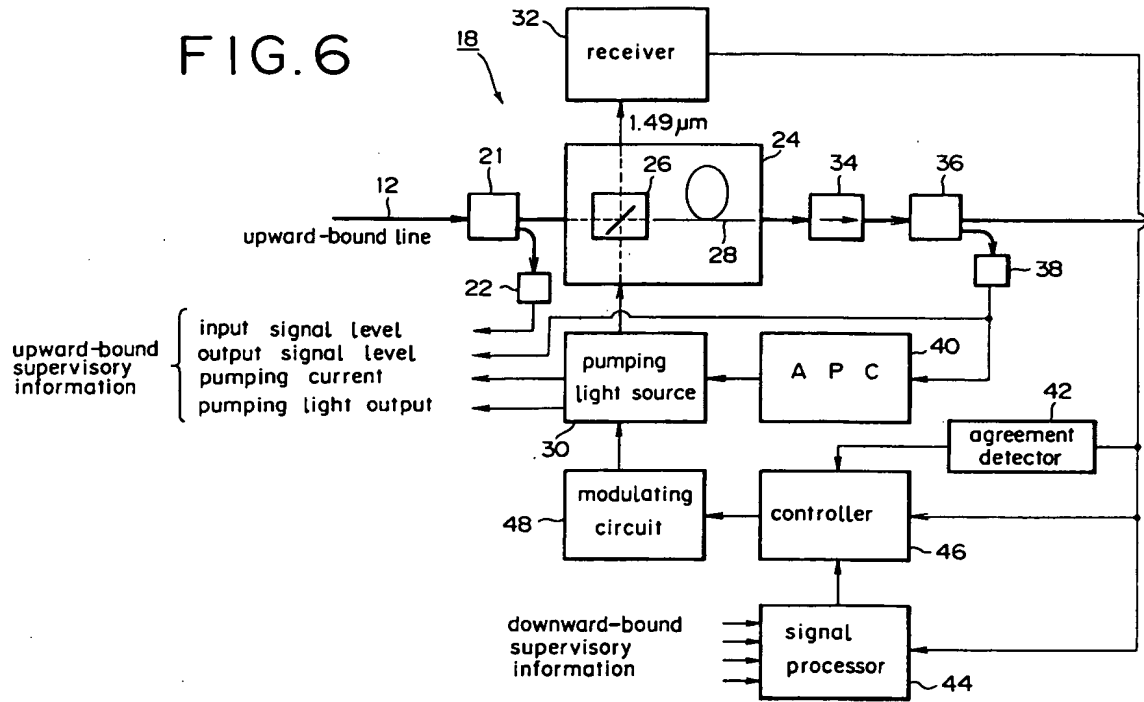 FIG.6
18
32
receiver
1.49 μm
24
21
26
34
36
12
upward-bound line
28
22
38
upward-bound
supervisory
information
input signal level
output signal level
pumping current
pumping light output
pumping
light source
30
40
A P C
42
agreement
detector
modulating
circuit
48
controller
46
downward-bound
supervisory
information
signal
processor
44